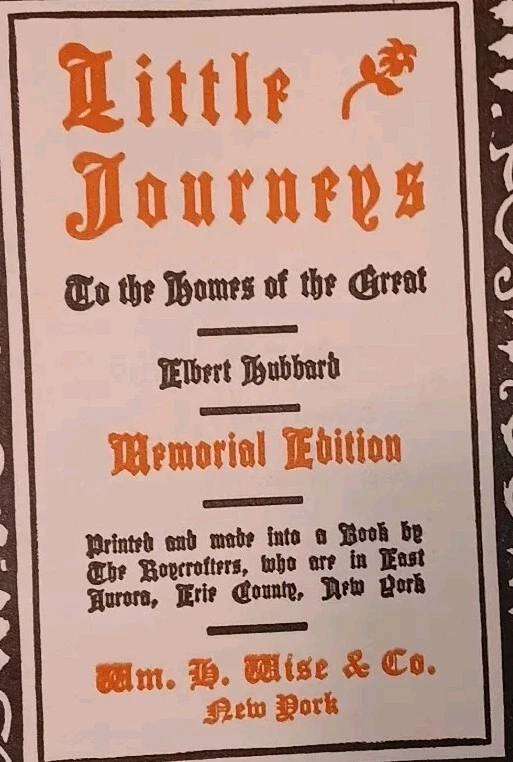 Little
Journeys
To the Homes of the Great
Elbert Hubbard
Memorial Edition
Printed and made into a Book by
The Roycrofters, who are in East
Aurora, Erie County, New York
Wm. H. Wise & Co.
New York